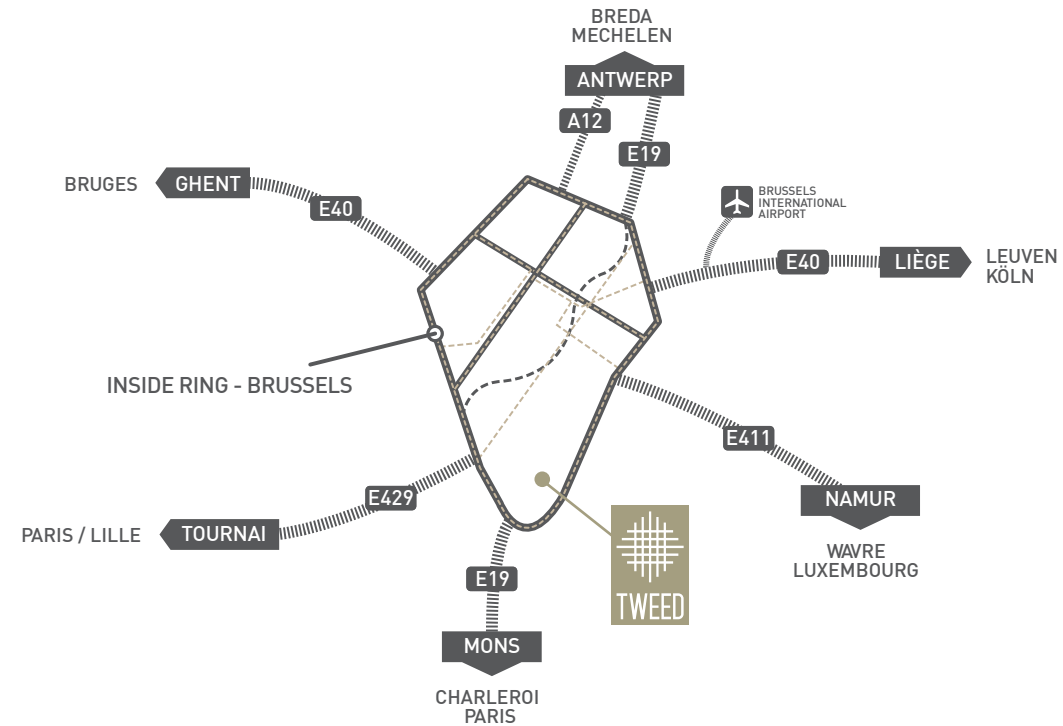 BREDA
MECHELEN
ANTWERP
A12
E19
BRUGES
GHENT
E40
BRUSSELS
INTERNATIONAL
AIRPORT
E40
LIÈGE
LEUVEN
KÖLN
INSIDE RING - BRUSSELS
E411
NAMUR
WAVRE
LUXEMBOURG
E429
PARIS / LILLE
TOURNAI
TWEED
E19
MONS
CHARLEROI
PARIS